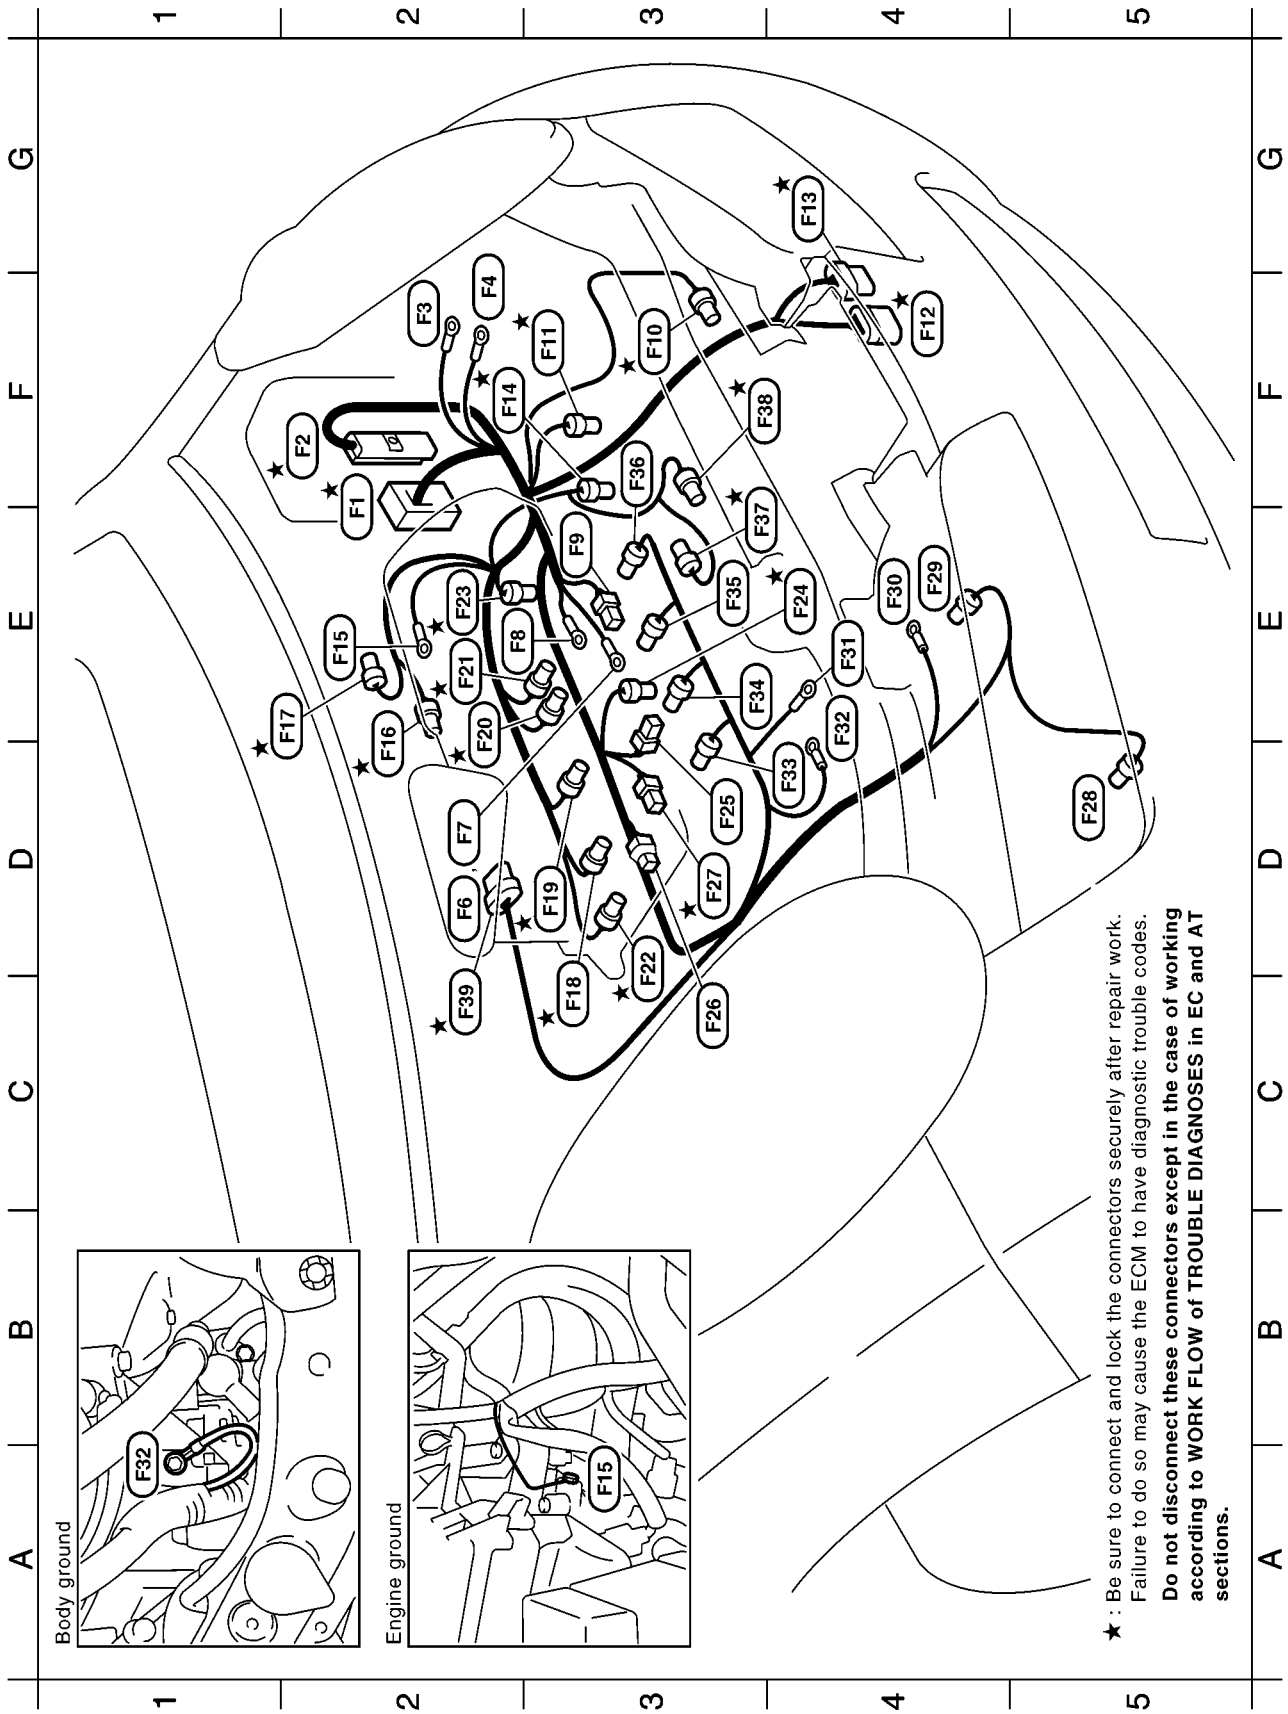 1
2
3
4
5
G
F
E
D
C
B
A
G
F
E
D
C
B
A
1
2
3
4
5
Body ground
F32
Engine ground
F15
F1
F2
F3
F4
F14
F11
F10
F13
F12
F38
F36
F37
F9
F35
F24
F23
F8
F21
F20
F15
F17
F16
F7
F6
F39
F19
F18
F22
F26
F27
F25
F33
F34
F32
F31
F30
F29
F28
★ : Be sure to connect and lock the connectors securely after repair work.
Failure to do so may cause the ECM to have diagnostic trouble codes.
Do not disconnect these connectors except in the case of working
according to WORK FLOW of TROUBLE DIAGNOSES in EC and AT
sections.